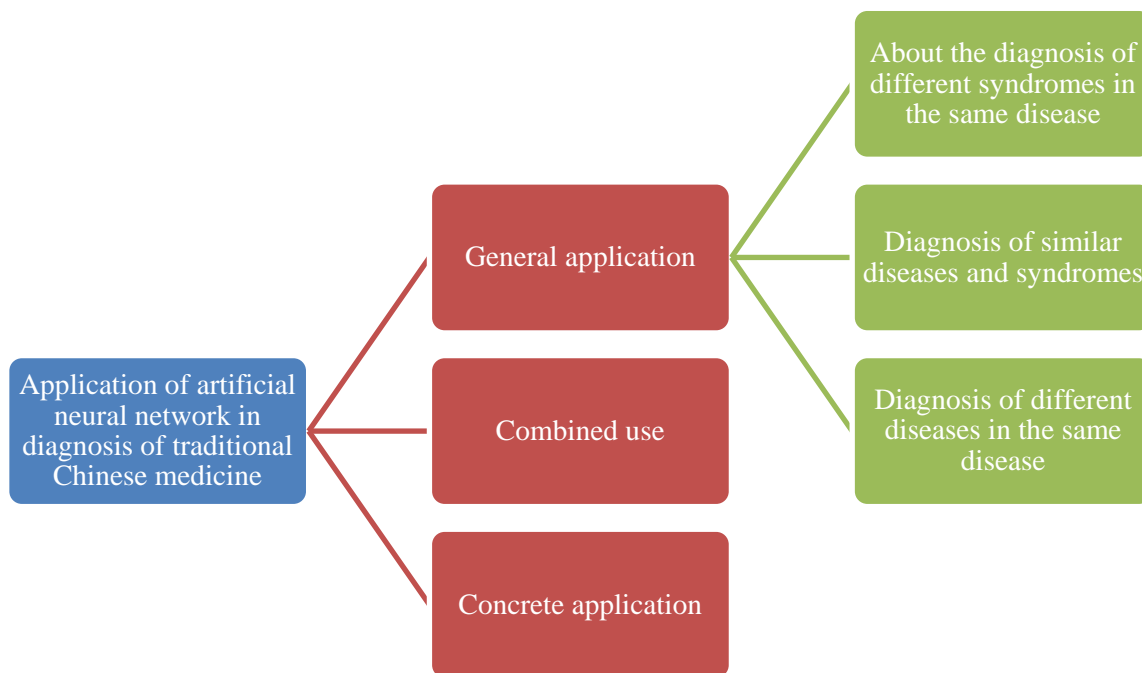 Application of artificial
neural network in
diagnosis of traditional
Chinese medicine
General application
Combined use
Concrete application
About the diagnosis of
different syndromes in
the same disease
Diagnosis of similar
diseases and syndromes
Diagnosis of different
diseases in the same
disease